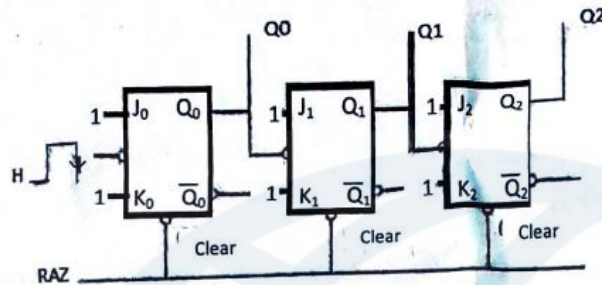 Q0 Q1 Q2
1 J₀ Q₀ 1 J₁ Q₁ 1 J₂ Q₂
H
1 K₀ Q̅₀ 1 K₁ Q̅₁ 1 K₂ Q̅₂
Clear Clear Clear
RAZ